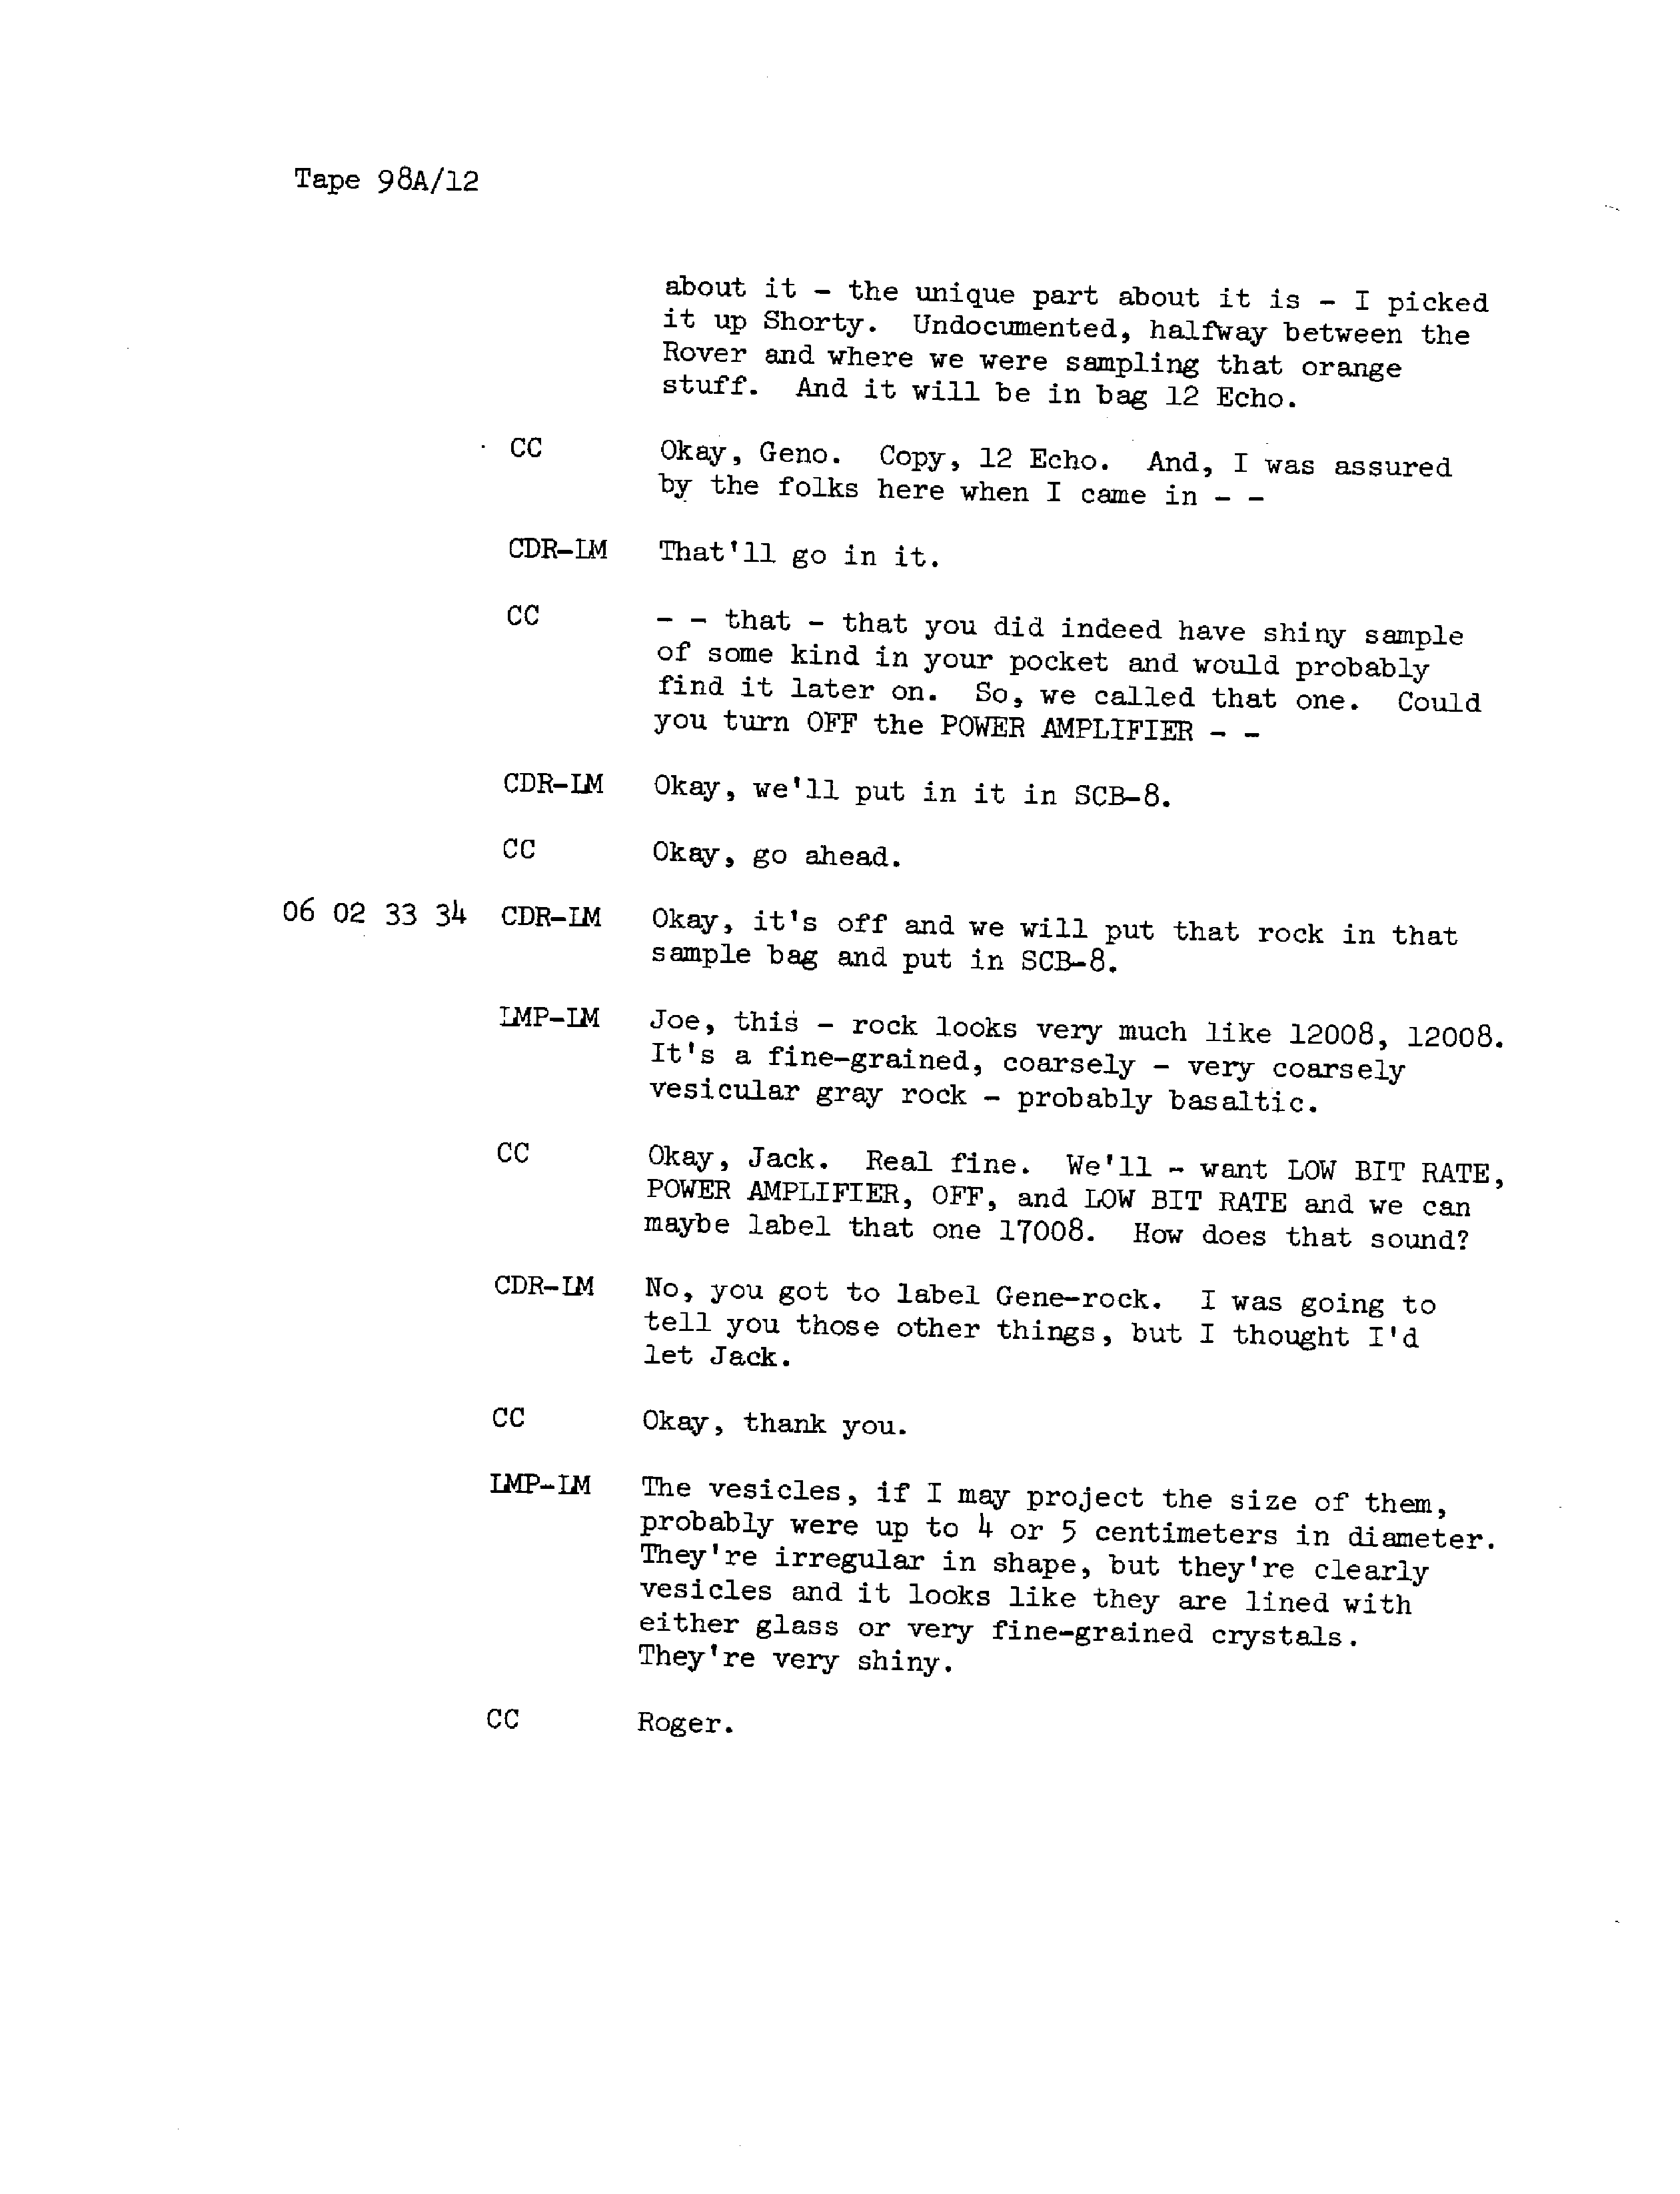 Tape 98A/12
about it - the unique part about it is - I picked
it up Shorty. Undocumented, halfway between the
Rover and where we were sampling that orange
stuff. And it will be in bag 12 Echo.
CC Okay, Geno. Copy, 12 Echo. And, I was assured
by the folks here when I came in - -
CDR-LM That'll go in it.
CC - - that - that you did indeed have shiny sample
of some kind in your pocket and would probably
find it later on. So, we called that one. Could
you turn OFF the POWER AMPLIFIER - -
CDR-LM Okay, we'll put in it in SCB-8.
CC Okay, go ahead.
06 02 33 34 CDR-LM Okay, it's off and we will put that rock in that
sample bag and put in SCB-8.
LMP-LM Joe, this - rock looks very much like 12008, 12008.
It's a fine-grained, coarsely - very coarsely
vesicular gray rock - probably basaltic.
CC Okay, Jack. Real fine. We'll - want LOW BIT RATE,
POWER AMPLIFIER, OFF, and LOW BIT RATE and we can
maybe label that one 17008. How does that sound?
CDR-LM No, you got to label Gene-rock. I was going to
tell you those other things, but I thought I'd
let Jack.
CC Okay, thank you.
LMP-LM The vesicles, if I may project the size of them,
probably were up to 4 or 5 centimeters in diameter.
They're irregular in shape, but they're clearly
vesicles and it looks like they are lined with
either glass or very fine-grained crystals.
They're very shiny.
CC Roger.